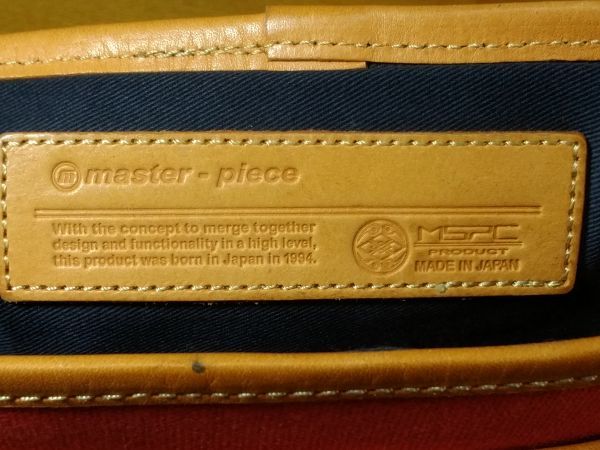 m master - piece
With the concept to merge together
design and functionality in a high level,
this product was born in Japan in 1994.
MSPC
PRODUCT
MADE IN JAPAN